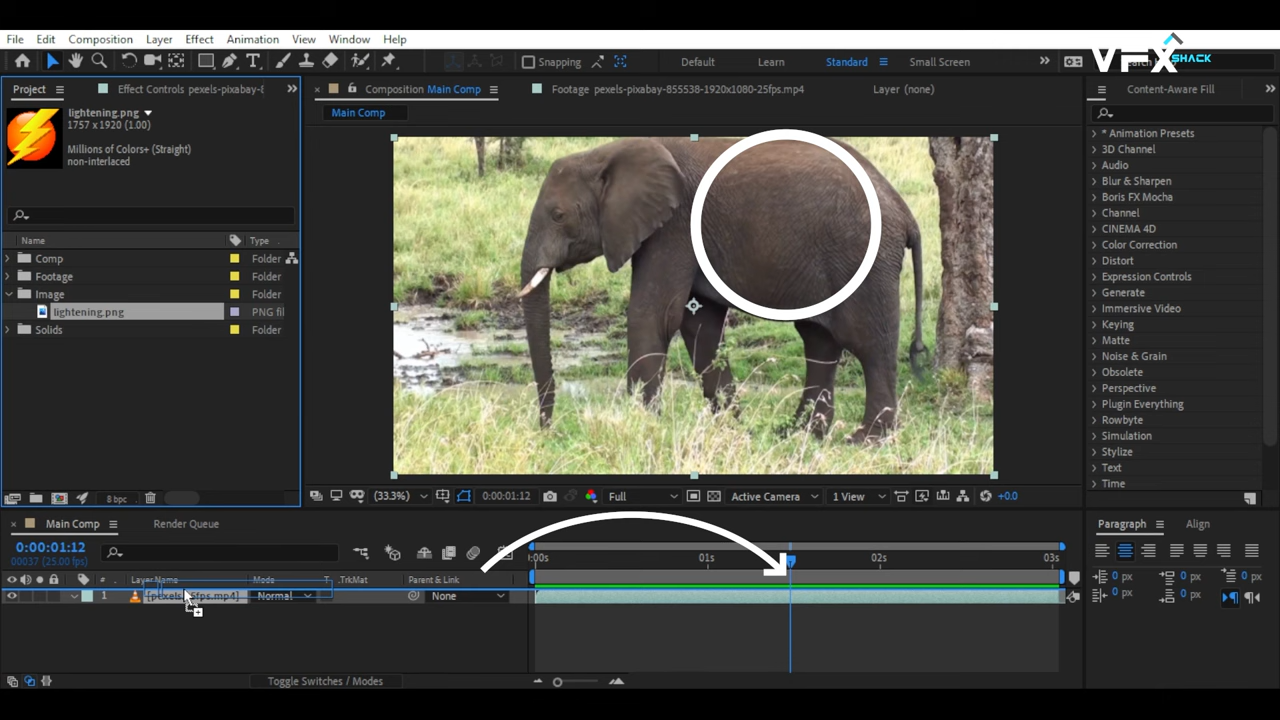 File Edit Composition Layer Effect Animation View Window Help
VFX SHACK
Snapping Default Learn Standard Small Screen
Project Effect Controls pexels-pixabay-8 Composition Main Comp Footage pexels-pixabay-855538-1920x1080-25fps.mp4 Layer (none) Content-Aware Fill
lightening.png
1757 x 1920 (1.00)
Millions of Colors+ (Straight)
non-interlaced
Main Comp
* Animation Presets
3D Channel
Audio
Blur & Sharpen
Boris FX Mocha
Channel
CINEMA 4D
Color Correction
Distort
Expression Controls
Generate
Immersive Video
Keying
Matte
Noise & Grain
Obsolete
Perspective
Plugin Everything
Rowbyte
Simulation
Stylize
Text
Time
Name Type
Comp Folder
Footage Folder
Image Folder
lightening.png PNG fil
Solids Folder
8 bpc
(33.3%) 0:00:01:12 Full Active Camera 1 View +0.0
Main Comp Render Queue
Paragraph Align
0:00:01:12
00037 (25.00 fps)
:00s 01s 02s 03s
# Layer Name Mode T .TrkMat Parent & Link
1 Normal None
0 px 0 px 0 px
0 px 0 px
Toggle Switches / Modes